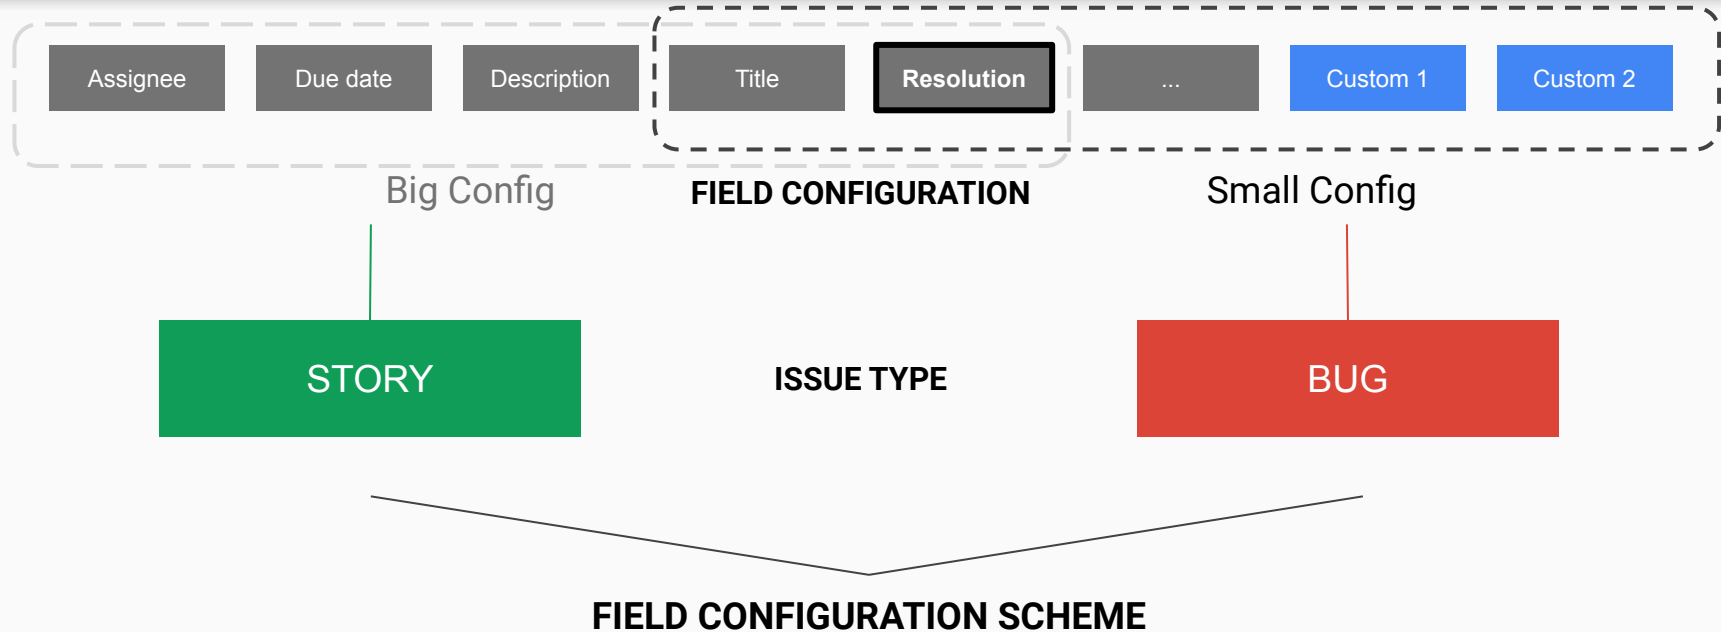 Assignee
Due date
Description
Title
Resolution
...
Custom 1
Custom 2
Big Config
FIELD CONFIGURATION
Small Config
STORY
ISSUE TYPE
BUG
FIELD CONFIGURATION SCHEME